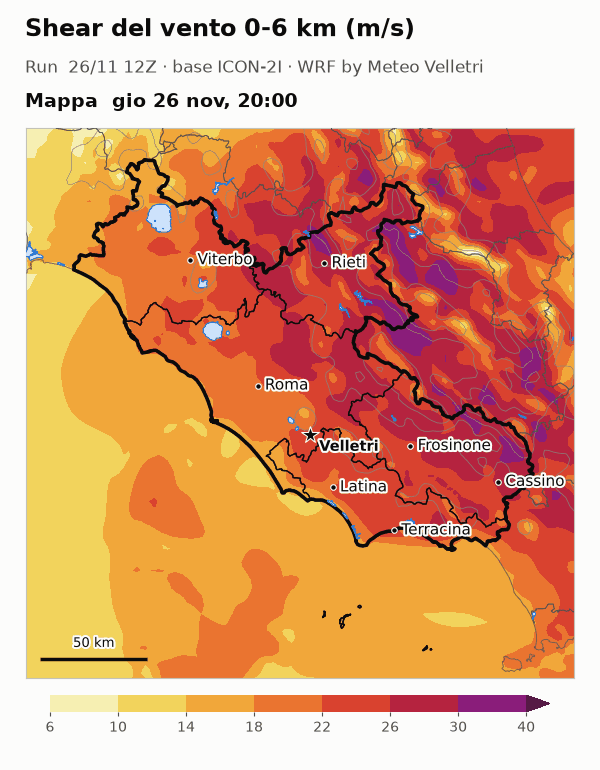 Shear del vento 0-6 km (m/s)
Run  26/11 12Z · base ICON-2I · WRF by Meteo Velletri
Mappa  gio 26 nov, 20:00
Viterbo
Rieti
Roma
Velletri
Frosinone
Cassino
Latina
Terracina
50 km
6 10 14 18 22 26 30 40